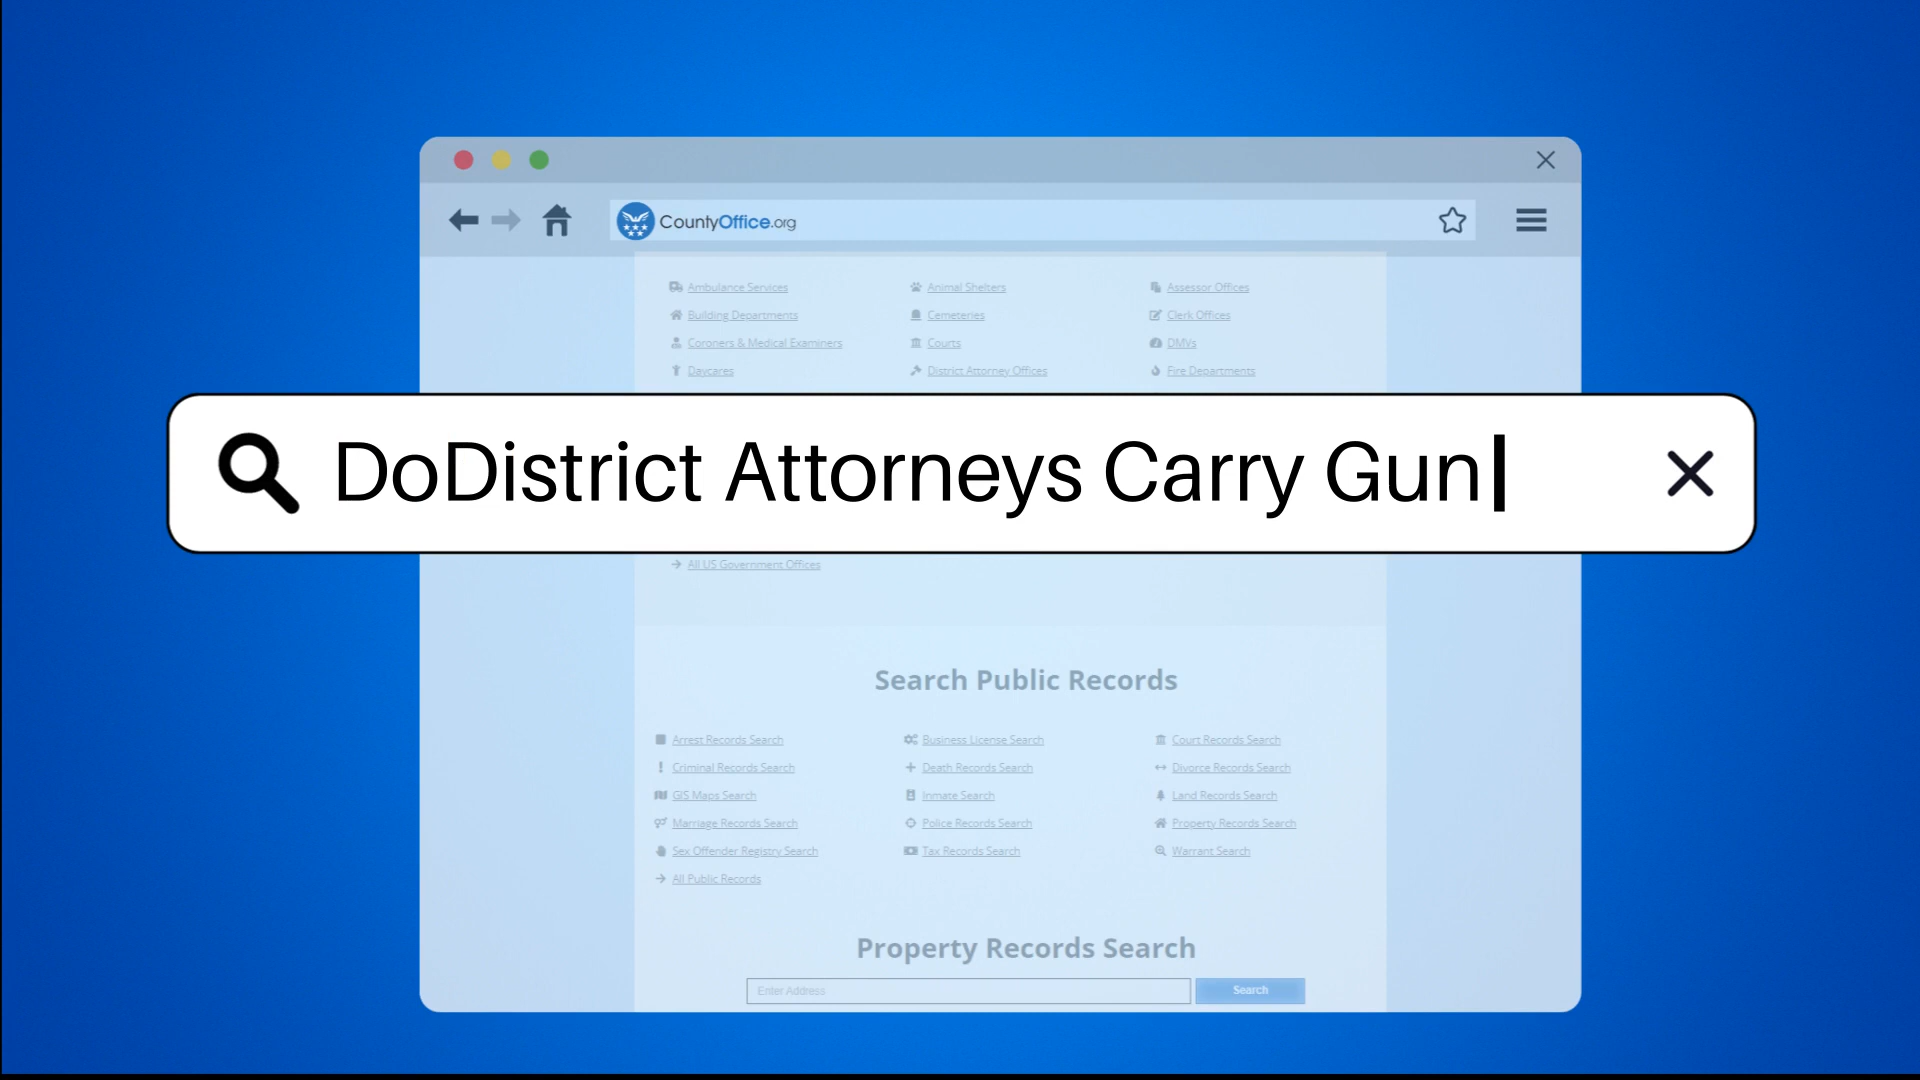 CountyOffice.org
Ambulance Services Animal Shelters Assessor Offices
Building Departments Cemeteries Clerk Offices
Coroners & Medical Examiners Courts DMVs
Daycares District Attorney Offices Fire Departments
DoDistrict Attorneys Carry Gun
All US Government Offices
Search Public Records
Arrest Records Search Business License Search Court Records Search
Criminal Records Search Death Records Search Divorce Records Search
GIS Maps Search Inmate Search Land Records Search
Marriage Records Search Police Records Search Property Records Search
Sex Offender Registry Search Tax Records Search Warrant Search
All Public Records
Property Records Search
Enter Address Search